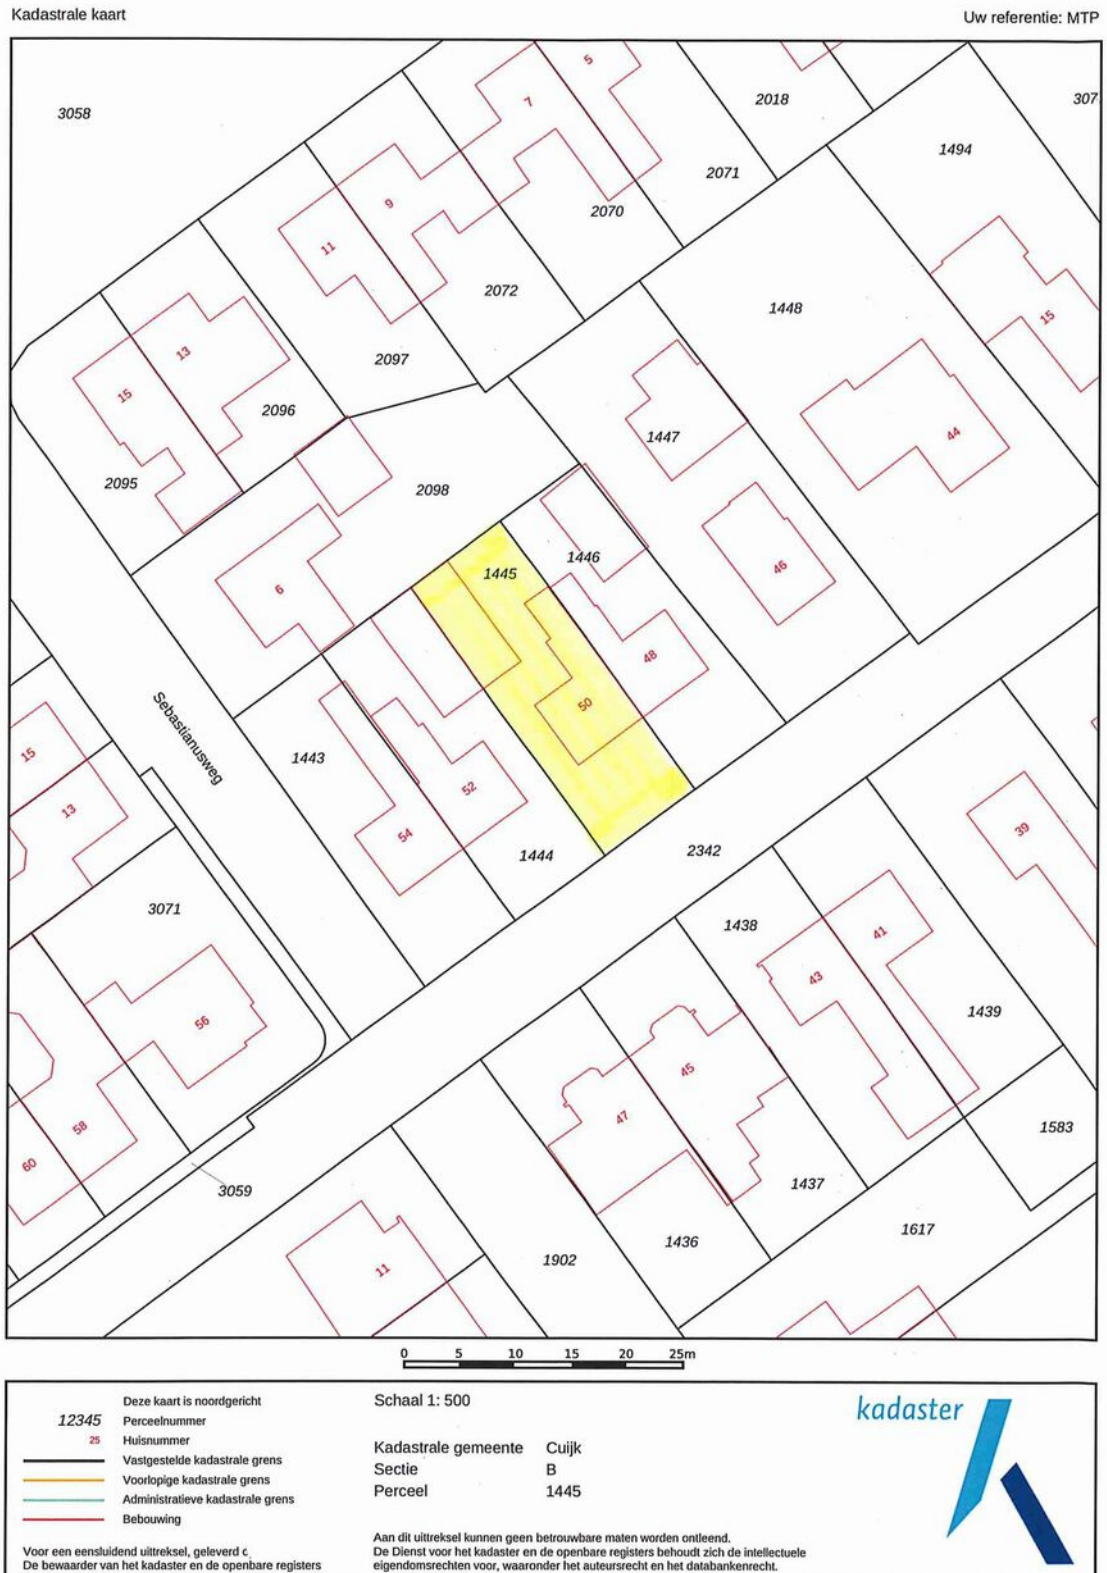 Kadastrale kaart
Uw referentie: MTP
5
7
2018
307
3058
1494
2071
9
2070
11
2072
1448
15
13
2097
15
2096
1447
44
2095
2098
1446
1445
46
6
48
50
Sebastianusweg
15
1443
52
13
54
39
1444
2342
3071
1438
41
43
56
1439
45
47
58
1583
60
3059
1437
1617
1436
1902
11
0 5 10 15 20 25m
Deze kaart is noordgericht
12345 Perceelnummer
25 Huisnummer
Vastgestelde kadastrale grens
Voorlopige kadastrale grens
Administratieve kadastrale grens
Bebouwing
Voor een eensluidend uittreksel, geleverd
De bewaarder van het kadaster en de openbare registers
Schaal 1: 500
Kadastrale gemeente Cuijk
Sectie B
Perceel 1445
Aan dit uittreksel kunnen geen betrouwbare maten worden ontleend.
De Dienst voor het kadaster en de openbare registers behoudt zich de intellectuele
eigendomsrechten voor, waaronder het auteursrecht en het databankenrecht.
kadaster